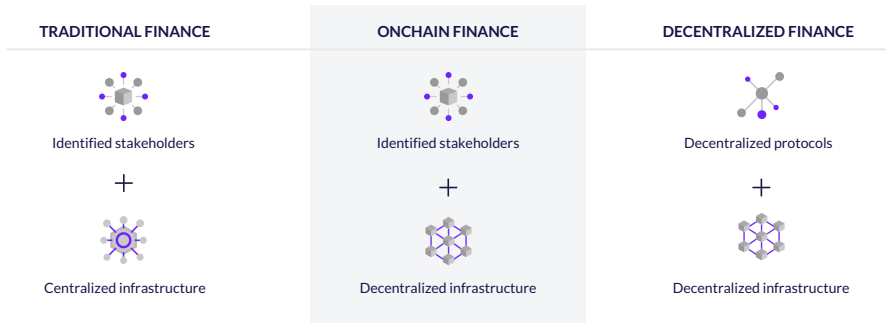 TRADITIONAL FINANCE
Identified stakeholders
+
Centralized infrastructure
ONCHAIN FINANCE
Identified stakeholders
+
Decentralized infrastructure
DECENTRALIZED FINANCE
Decentralized protocols
+
Decentralized infrastructure